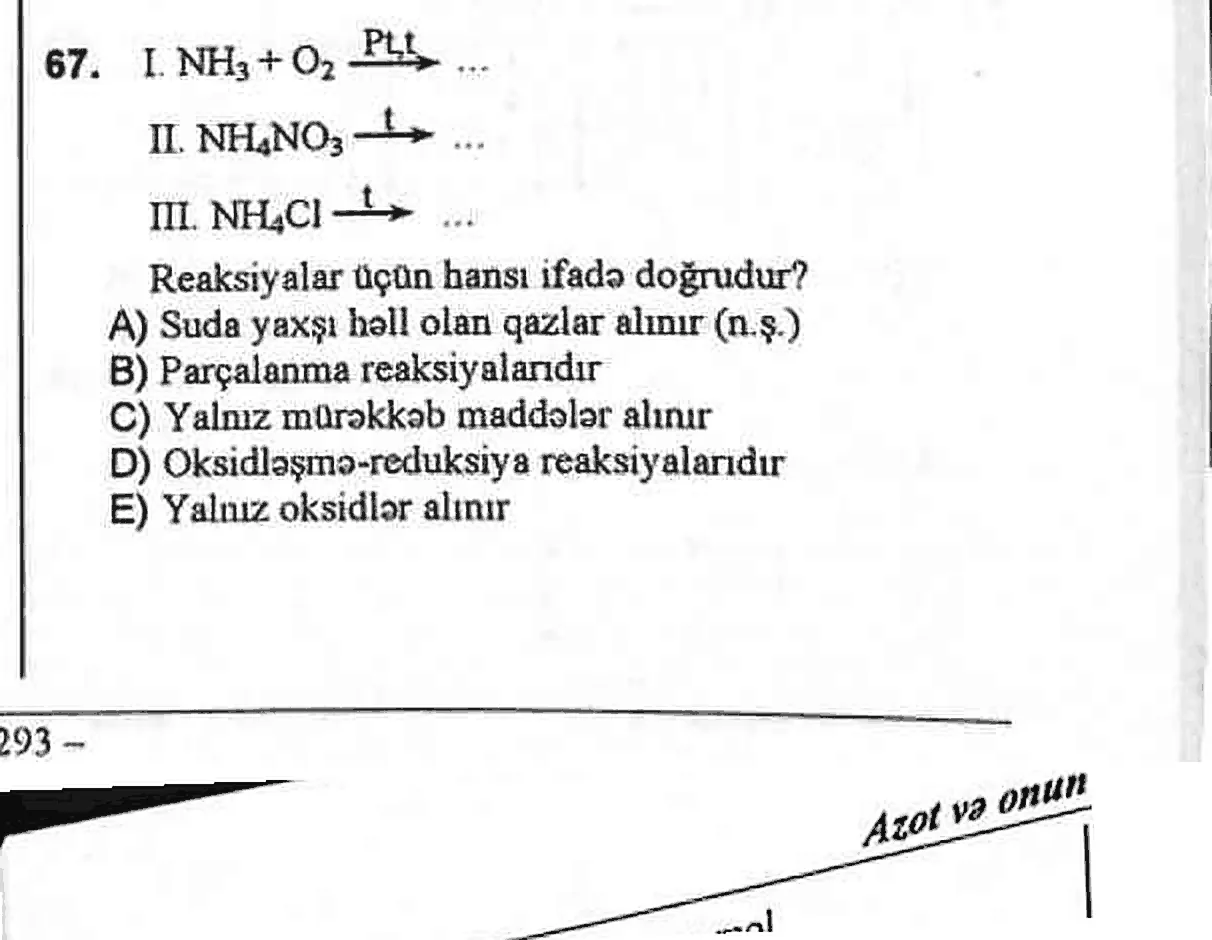 67. I. NH₃ + O₂ —Pt,t→ ...
II. NH₄NO₃ —t→ ...
III. NH₄Cl —t→ ...
Reaksiyalar üçün hansı ifadə doğrudur?
A) Suda yaxşı həll olan qazlar alınır (n.ş.)
B) Parçalanma reaksiyalarıdır
C) Yalnız mürəkkəb maddələr alınır
D) Oksidləşmə-reduksiya reaksiyalarıdır
E) Yalnız oksidlər alınır
293 –
Azot və onun